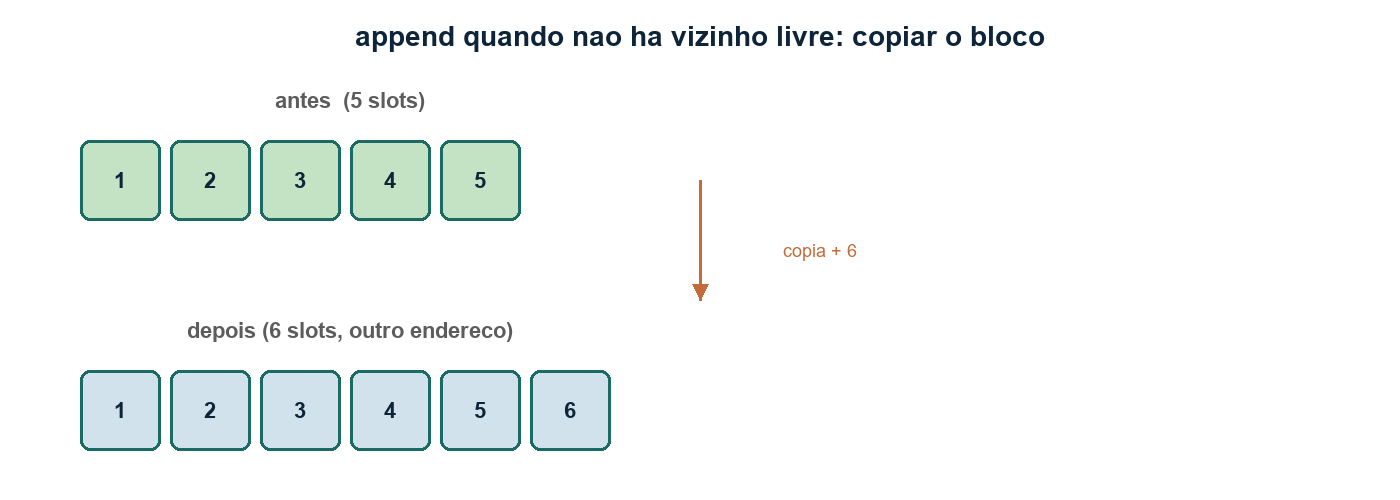 append quando nao ha vizinho livre: copiar o bloco
antes  (5 slots)
1 2 3 4 5
copia + 6
depois (6 slots, outro endereco)
1 2 3 4 5 6